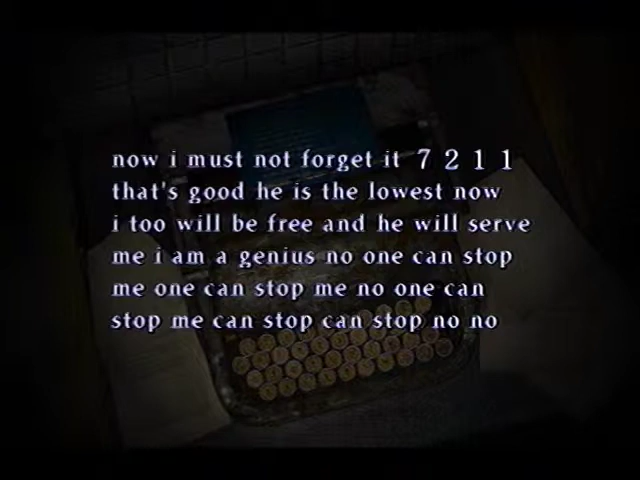 now i must not forget it 7 2 1 1
that's good he is the lowest now
i too will be free and he will serve
me i am a genius no one can stop
me one can stop me no one can
stop me can stop can stop no no